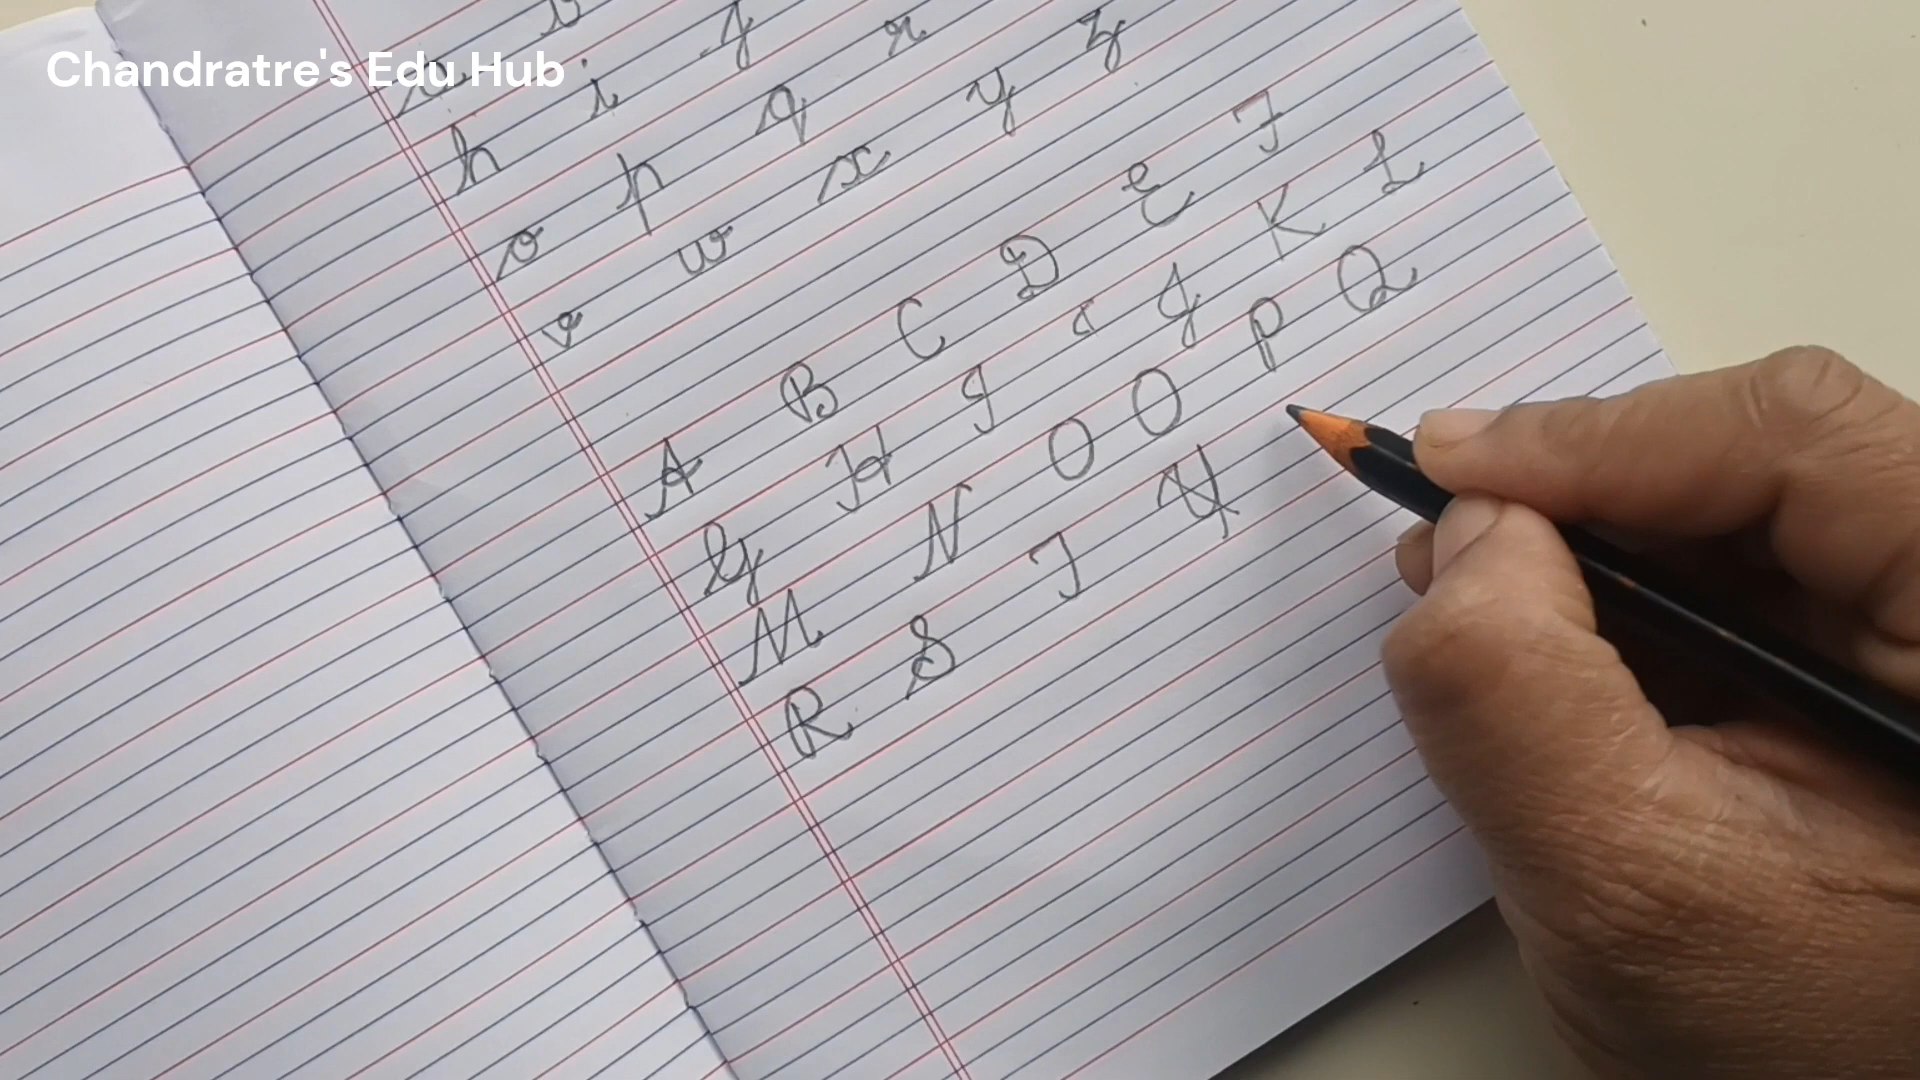 Chandratre's Edu Hub
h i j
o p q r
v w x y z
A B C D E F
G H I J K L
M N O O P Q
R S T U